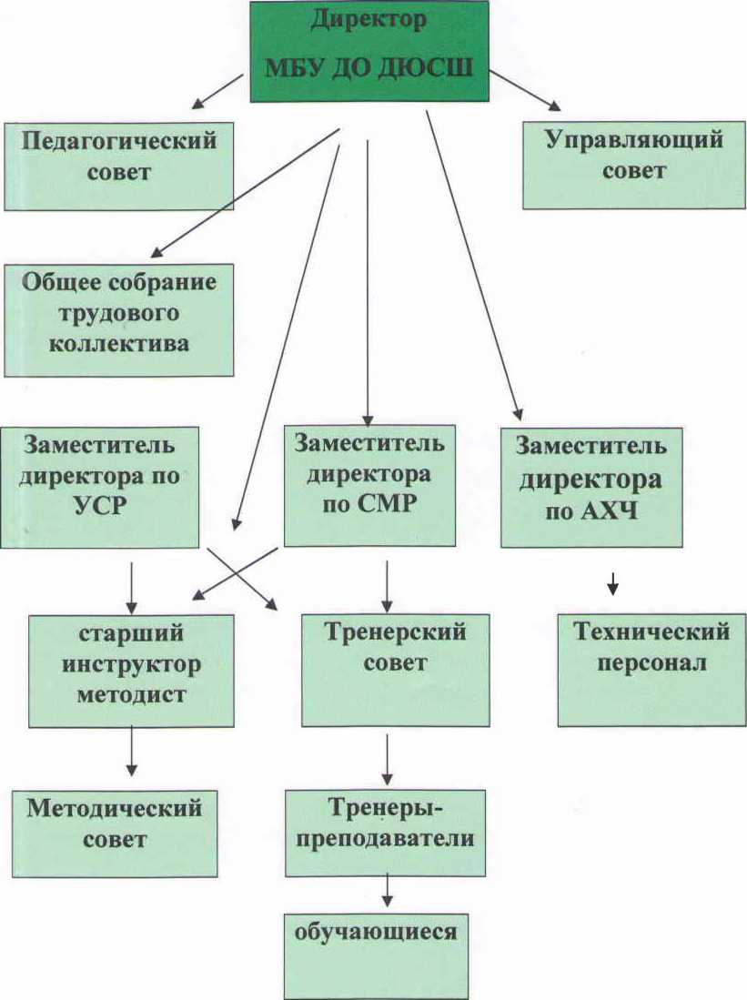 Директор
МБУ ДО ДЮСШ
Педагогический
совет
Управляющий
совет
Общее собрание
трудового
коллектива
Заместитель
директора по
УСР
Заместитель
директора
по СМР
Заместитель
директора
по АХЧ
старший
инструктор
методист
Тренерский
совет
Технический
персонал
Методический
совет
Тренеры-
преподаватели
обучающиеся